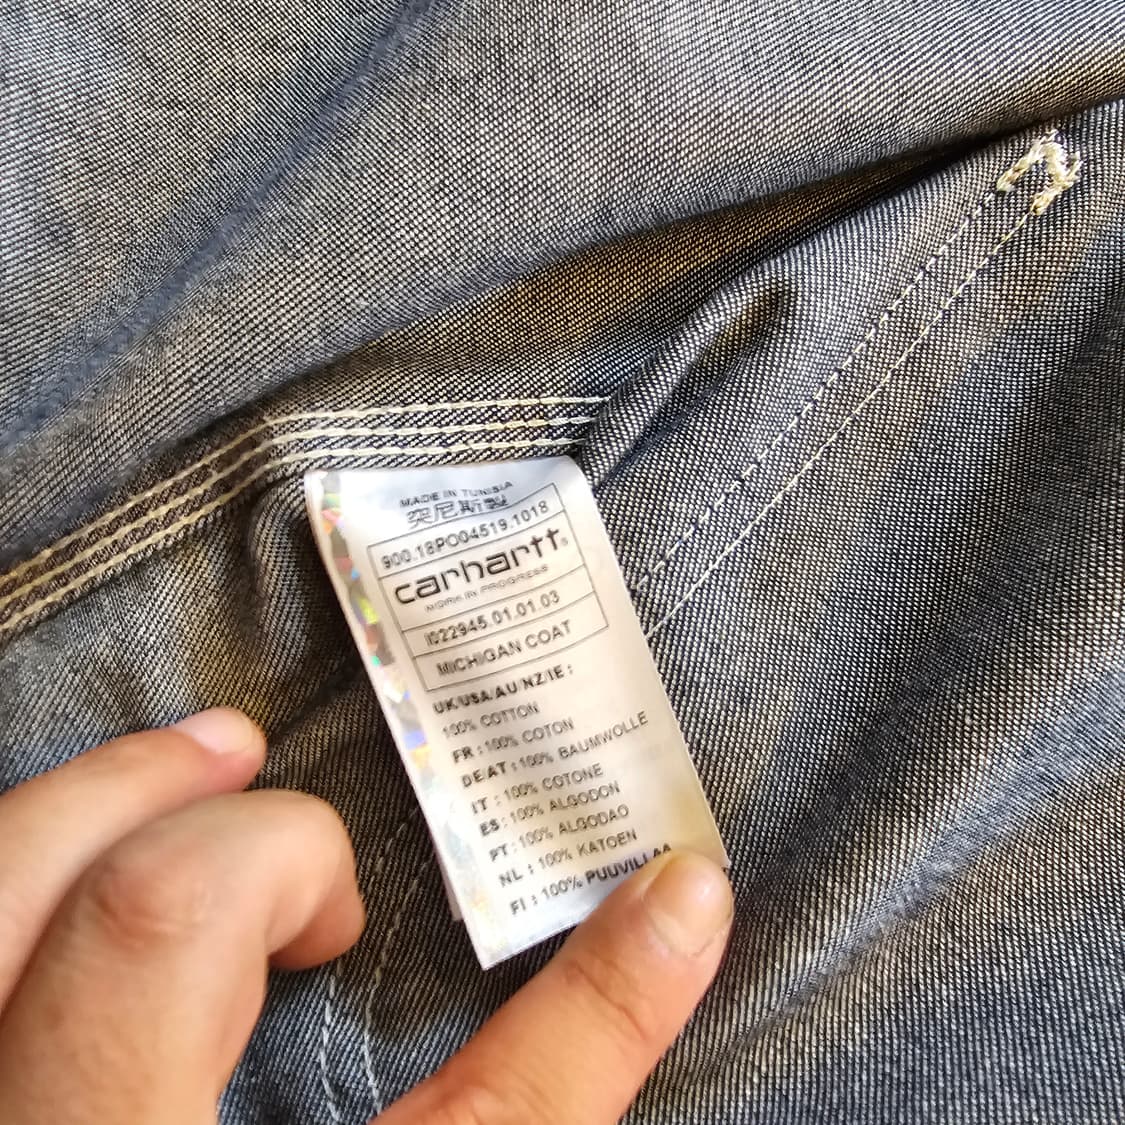 MADE IN TUNISIA
突尼斯製
900.18PO04519.1018
carhartt®
WORK IN PROGRESS
I022945.01.01.03
MICHIGAN COAT
UK/USA/AU/NZ/IE:
100% COTTON
FR : 100% COTON
DE/AT : 100% BAUMWOLLE
IT : 100% COTONE
ES: 100% ALGODON
PT: 100% ALGODAO
NL : 100% KATOEN
FI : 100% PUUVILLAA